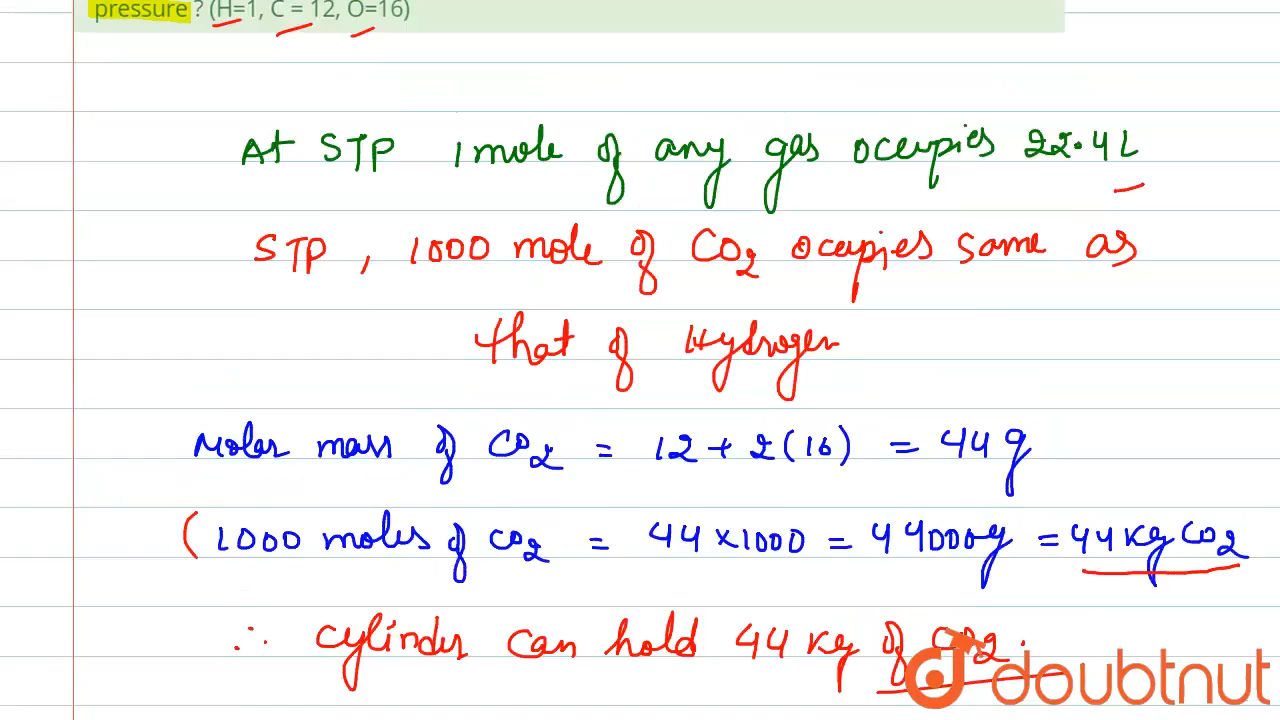 pressure ? (H=1, C = 12, O=16)
At STP 1 mole of any gas occupies 22.4L
STP , 1000 mole of CO2 occupies same as
that of Hydrogen
Molar mass of CO2 = 12 + 2(16) = 44 g
(1000 moles of CO2 = 44×1000 = 44000g = 44 kg CO2
∴ cylinder can hold 44 kg of CO2.
doubtnut